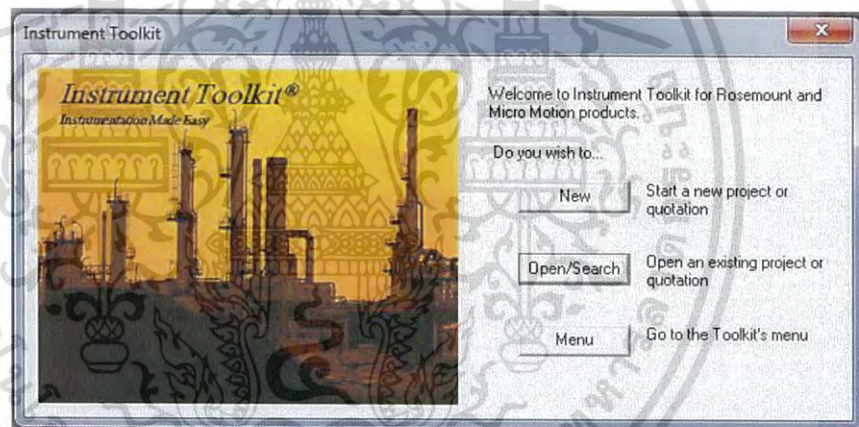 Instrument Toolkit
Instrument Toolkit®
Instrumentation Made Easy
Welcome to Instrument Toolkit for Rosemount and
Micro Motion products.
Do you wish to...
New
Start a new project or
quotation
Open/Search
Open an existing project or
quotation
Menu
Go to the Toolkit's menu